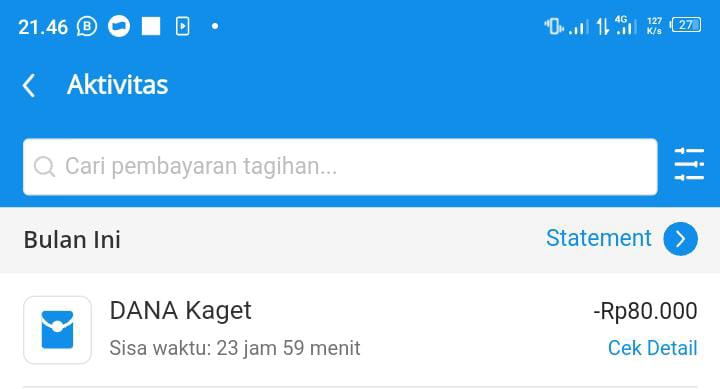 21.46 B 4G 127 K/s 27
Aktivitas
Cari pembayaran tagihan...
Bulan Ini Statement
DANA Kaget -Rp80.000
Sisa waktu: 23 jam 59 menit Cek Detail